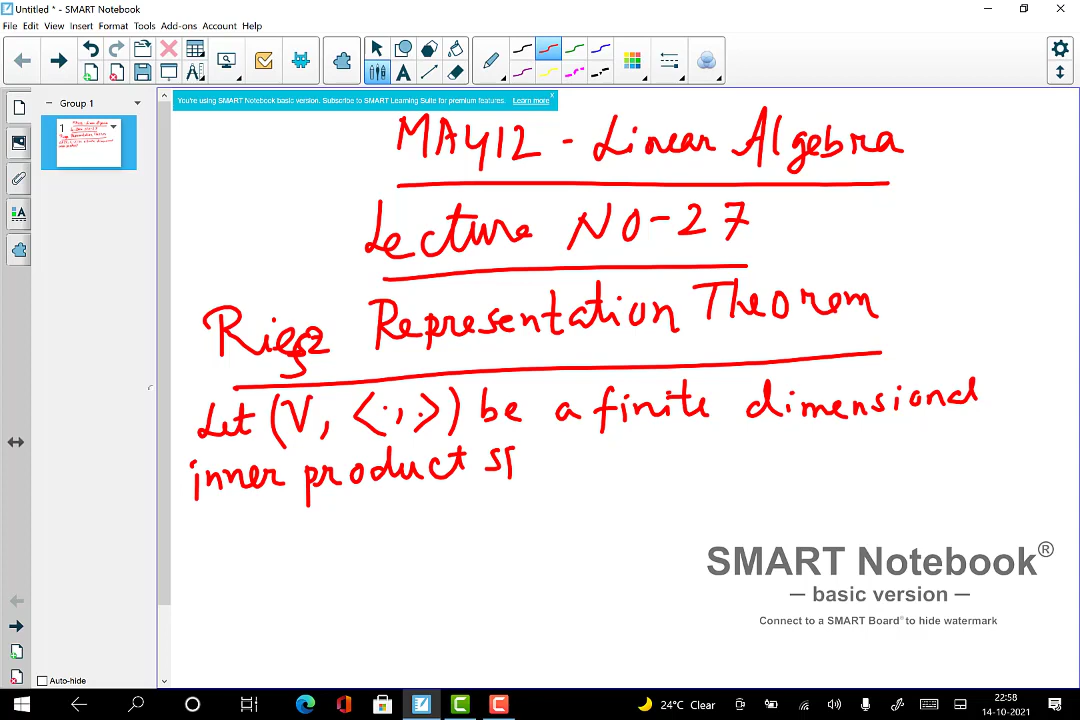 Untitled * - SMART Notebook
File Edit View Insert Format Tools Add-ons Account Help
You're using SMART Notebook basic version. Subscribe to SMART Learning Suite for premium features. Learn more x
Group 1
1
MAY12 - Linear Algebra
Lecture NO-27
Riesz Representation Theorem
Let (V, <·,·>) be a finite dimensional
inner product sp
SMART Notebook®
— basic version —
Connect to a SMART Board® to hide watermark
Auto-hide
24°C Clear
22:58
14-10-2021